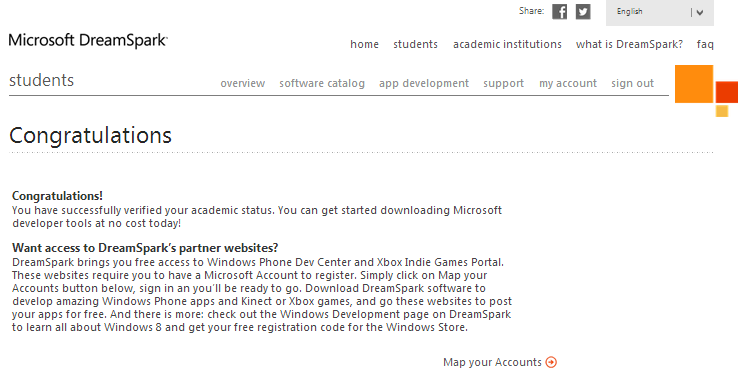 Share:
English
Microsoft DreamSpark
home students academic institutions what is DreamSpark? faq
students
overview software catalog app development support my account sign out
Congratulations
Congratulations!
You have successfully verified your academic status. You can get started downloading Microsoft
developer tools at no cost today!
Want access to DreamSpark's partner websites?
DreamSpark brings you free access to Windows Phone Dev Center and Xbox Indie Games Portal.
These websites require you to have a Microsoft Account to register. Simply click on Map your
Accounts button below, sign in an you'll be ready to go. Download DreamSpark software to
develop amazing Windows Phone apps and Kinect or Xbox games, and go these websites to post
your apps for free. And there is more: check out the Windows Development page on DreamSpark
to learn all about Windows 8 and get your free registration code for the Windows Store.
Map your Accounts